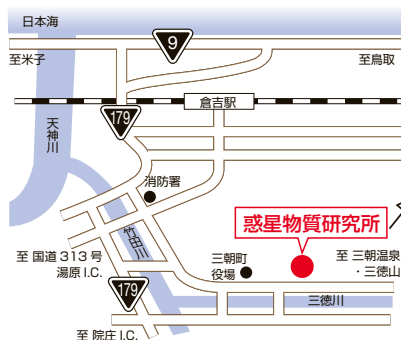 日本海
9
至米子
至鳥取
倉吉駅
179
天神川
消防署
惑星物質研究所
竹田川
至 国道313号
湯原 I.C.
三朝町
役場
至 三朝温泉
・三徳山
179
三徳川
至 院庄 I.C.